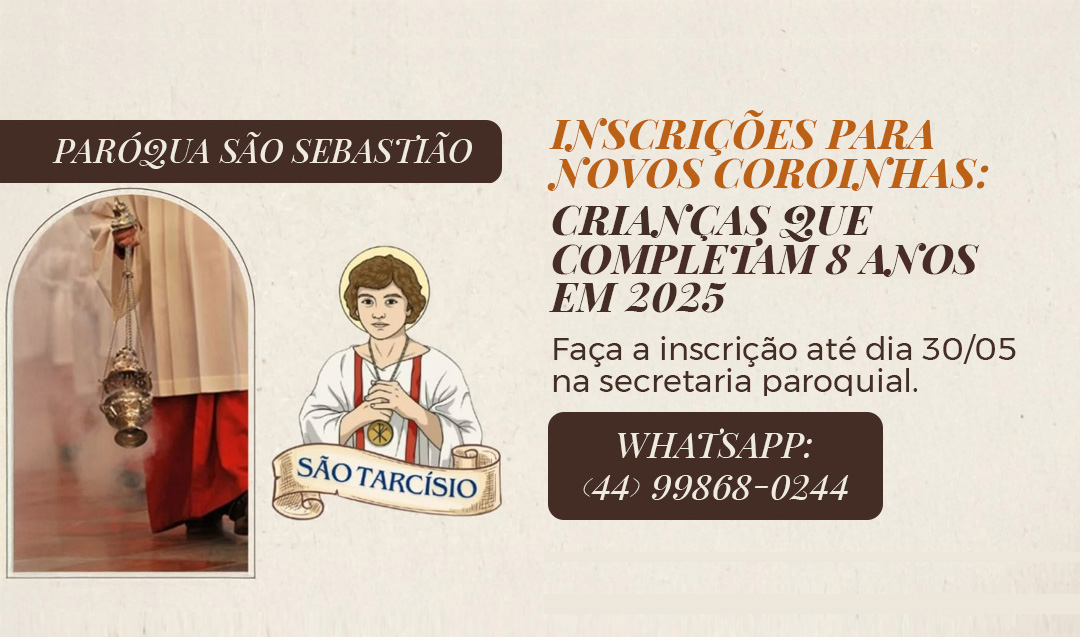 PARÓQUA SÃO SEBASTIÃO
SÃO TARCÍSIO
INSCRIÇÕES PARA
NOVOS COROINHAS:
CRIANÇAS QUE
COMPLETAM 8 ANOS
EM 2025
Faça a inscrição até dia 30/05
na secretaria paroquial.
WHATSAPP:
(44) 99868-0244